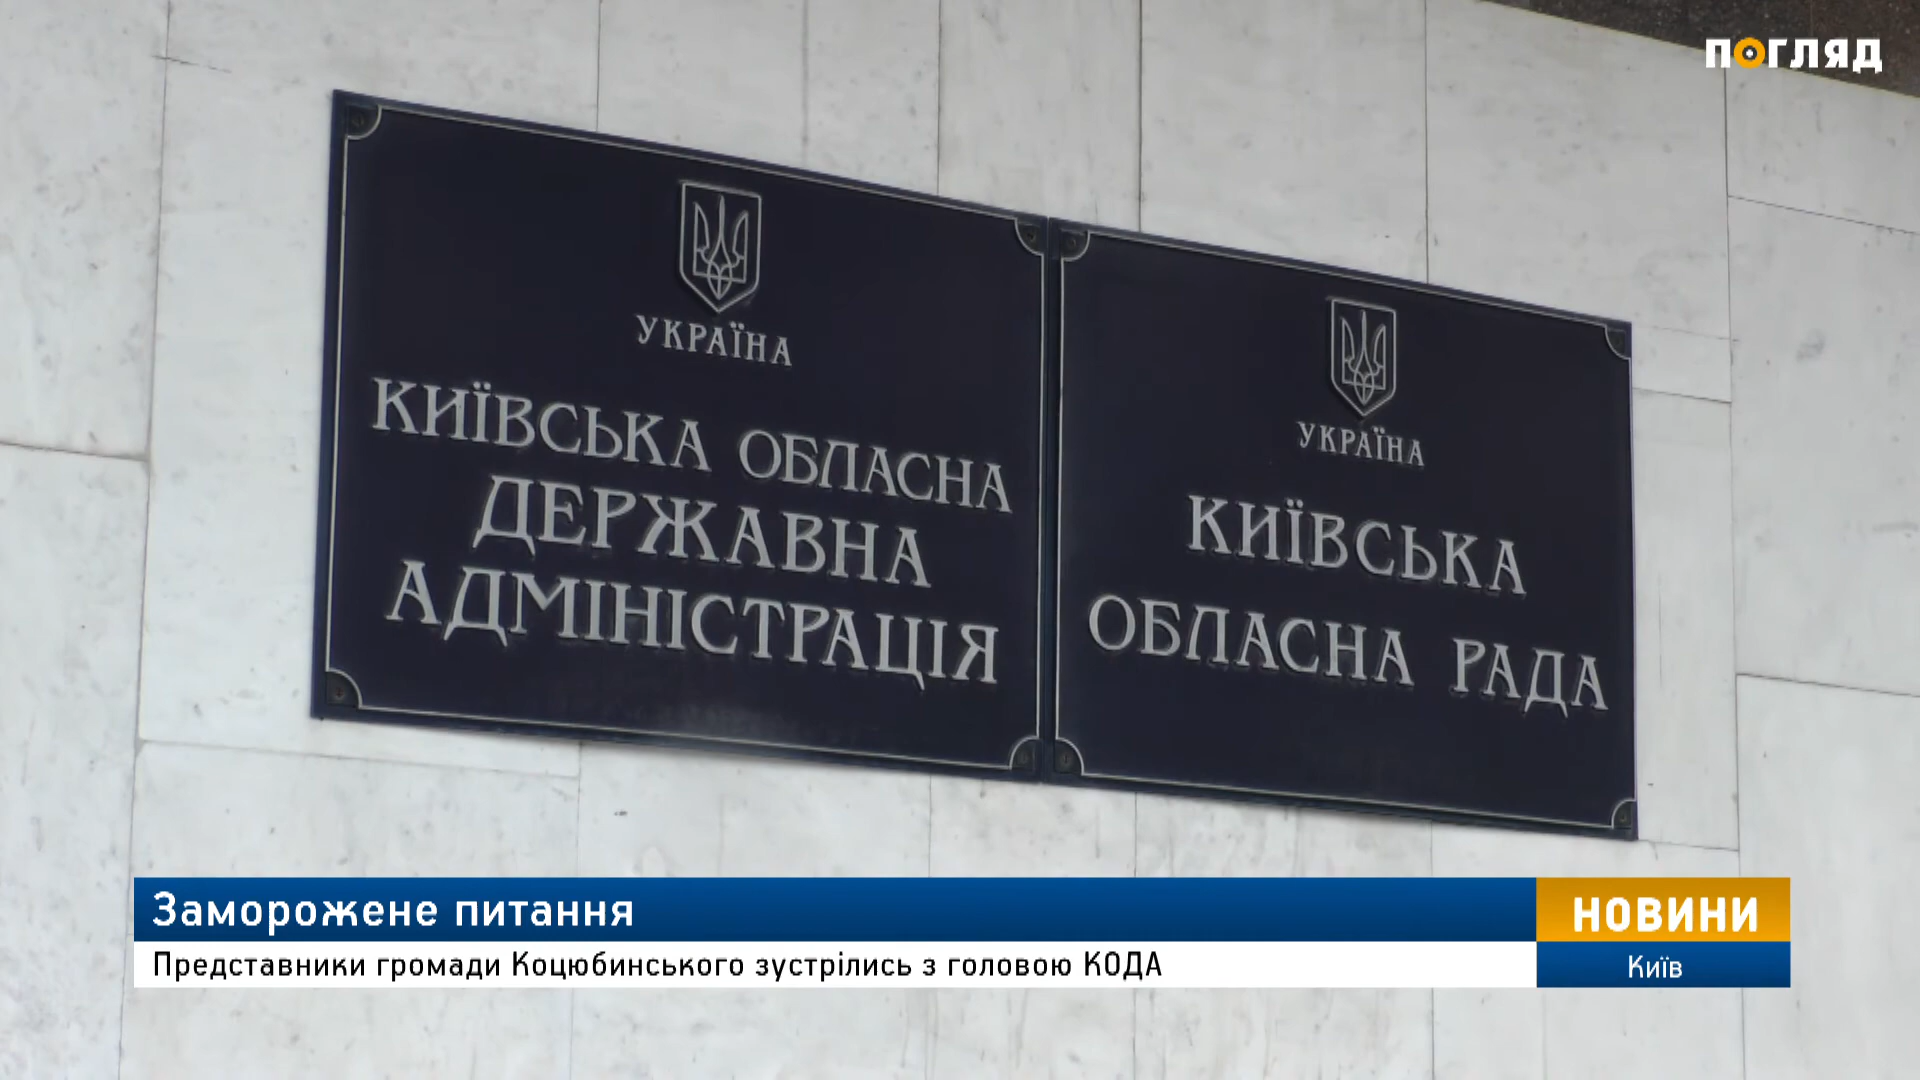 ПОГЛЯД
УКРАЇНА
КИЇВСЬКА ОБЛАСНА
ДЕРЖАВНА
АДМІНІСТРАЦІЯ
УКРАЇНА
КИЇВСЬКА
ОБЛАСНА РАДА
Заморожене питання
Представники громади Коцюбинського зустрілись з головою КОДА
НОВИНИ
Київ